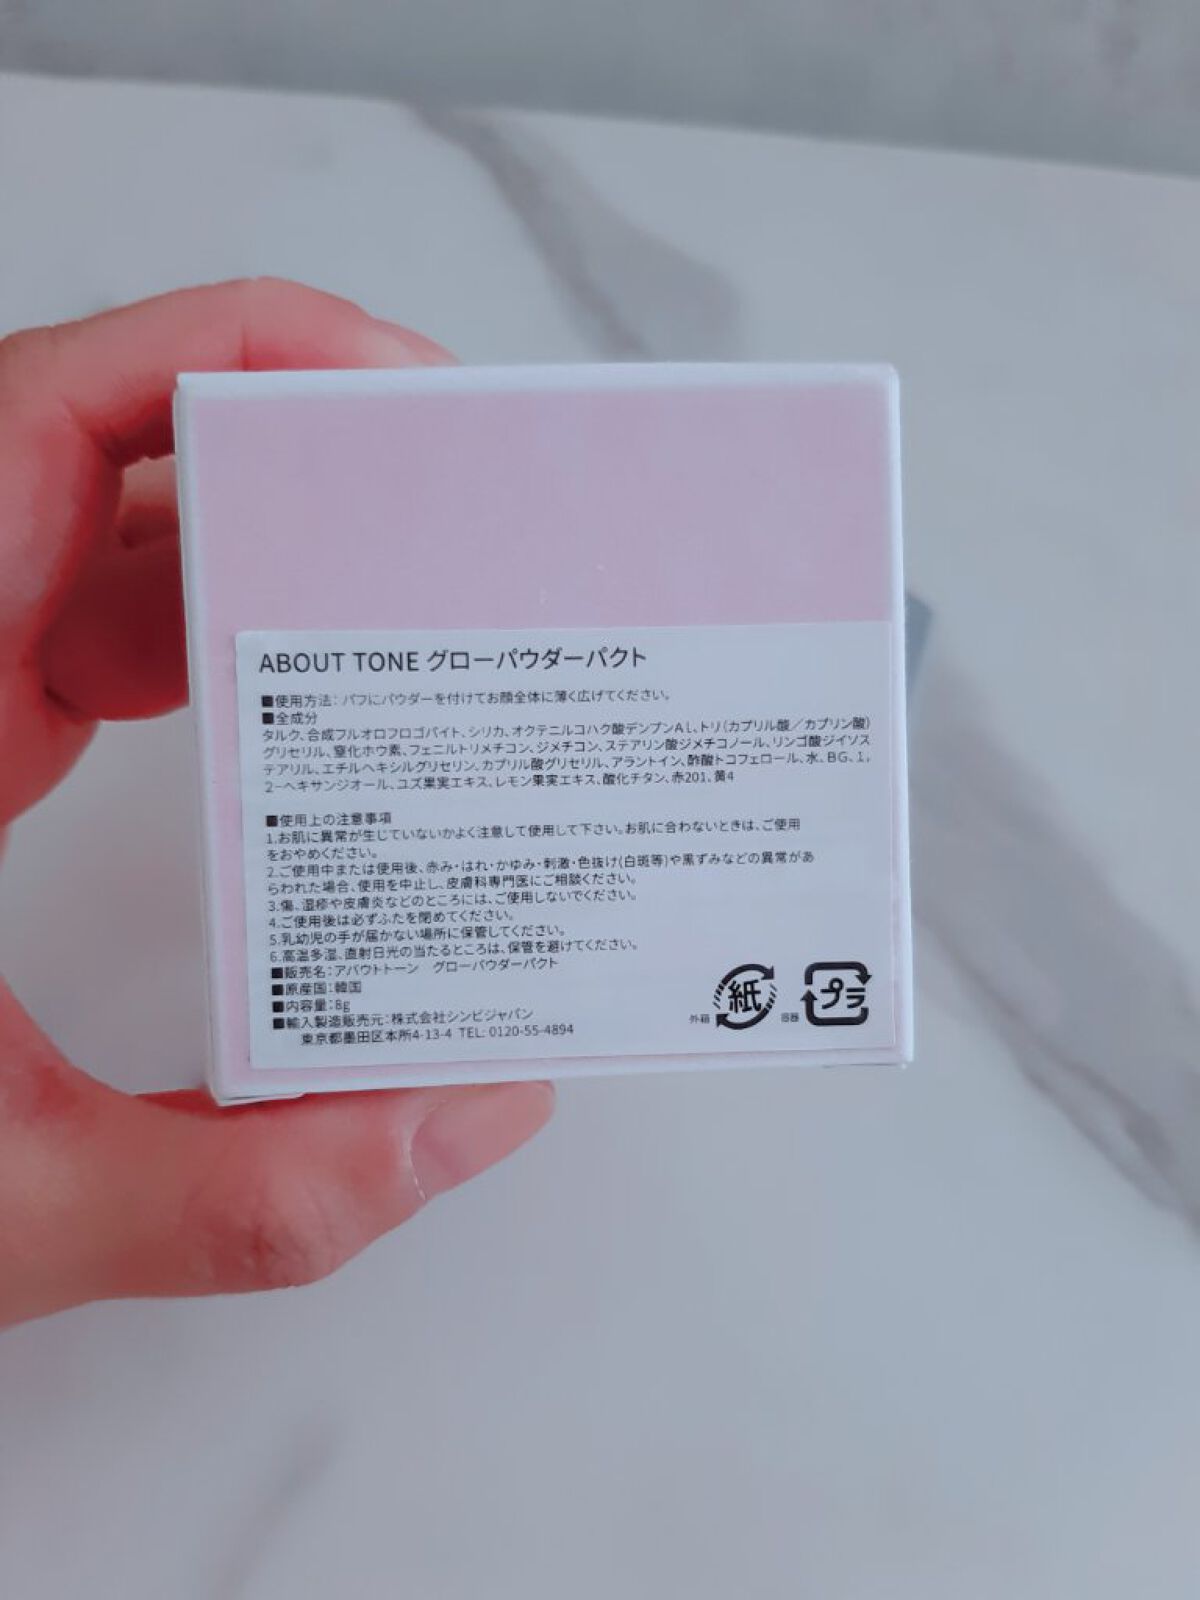 ABOUT TONE グローパウダーパクト
■使用方法：パフにパウダーを付けてお顔全体に薄く広げてください。
■全成分
タルク、合成フルオロフロゴパイト、シリカ、オクテニルコハク酸デンプンAL、トリ(カプリル酸／カプリン酸)
グリセリル、窒化ホウ素、フェニルトリメチコン、ジメチコン、ステアリン酸ジメチコノール、リンゴ酸ジイソス
テアリル、エチルヘキシルグリセリン、カプリル酸グリセリル、アラントイン、酢酸トコフェロール、水、BG、1，
2-ヘキサンジオール、ユズ果実エキス、レモン果実エキス、酸化チタン、赤201、黄4
■使用上の注意事項
1.お肌に異常が生じていないかよく注意して使用して下さい。お肌に合わないときは、ご使用
をおやめください。
2.ご使用中または使用後、赤み・はれ・かゆみ・刺激・色抜け(白斑等)や黒ずみなどの異常があ
らわれた場合、使用を中止し、皮膚科専門医にご相談ください。
3.傷、湿疹や皮膚炎などのところには、ご使用しないでください。
4.ご使用後は必ずふたを閉めてください。
5.乳幼児の手が届かない場所に保管してください。
6.高温多湿、直射日光の当たるところは、保管を避けてください。
■販売名：アバウトトーン　グローパウダーパクト
■原産国：韓国
■内容量：8g
■輸入製造販売元：株式会社シンビジャパン
東京都墨田区本所4-13-4 TEL: 0120-55-4894
外箱 紙 容器 プラ